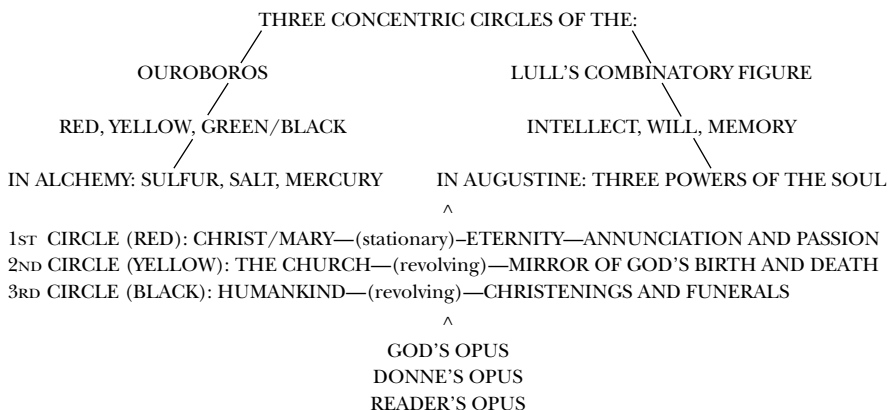 THREE CONCENTRIC CIRCLES OF THE:
OUROBOROS LULL'S COMBINATORY FIGURE
RED, YELLOW, GREEN/BLACK INTELLECT, WILL, MEMORY
IN ALCHEMY: SULFUR, SALT, MERCURY IN AUGUSTINE: THREE POWERS OF THE SOUL
^
1ST CIRCLE (RED): CHRIST/MARY—(stationary)–ETERNITY—ANNUNCIATION AND PASSION
2ND CIRCLE (YELLOW): THE CHURCH—(revolving)—MIRROR OF GOD'S BIRTH AND DEATH
3RD CIRCLE (BLACK): HUMANKIND—(revolving)—CHRISTENINGS AND FUNERALS
^
GOD'S OPUS
DONNE'S OPUS
READER'S OPUS